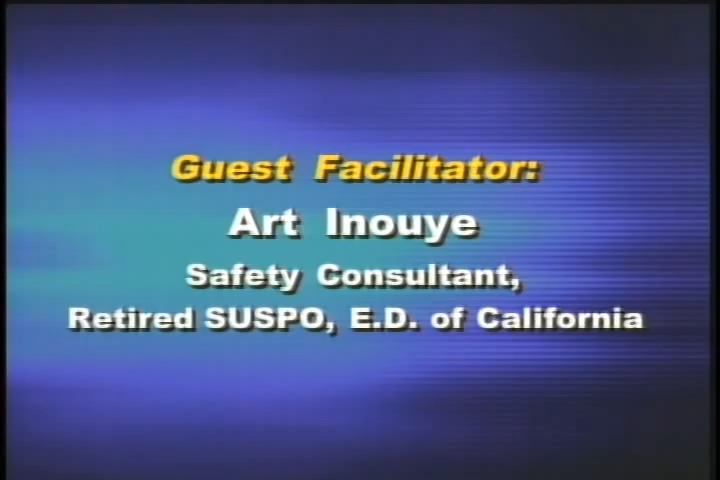 Guest Facilitator:
Art Inouye
Safety Consultant,
Retired SUSPO, E.D. of California